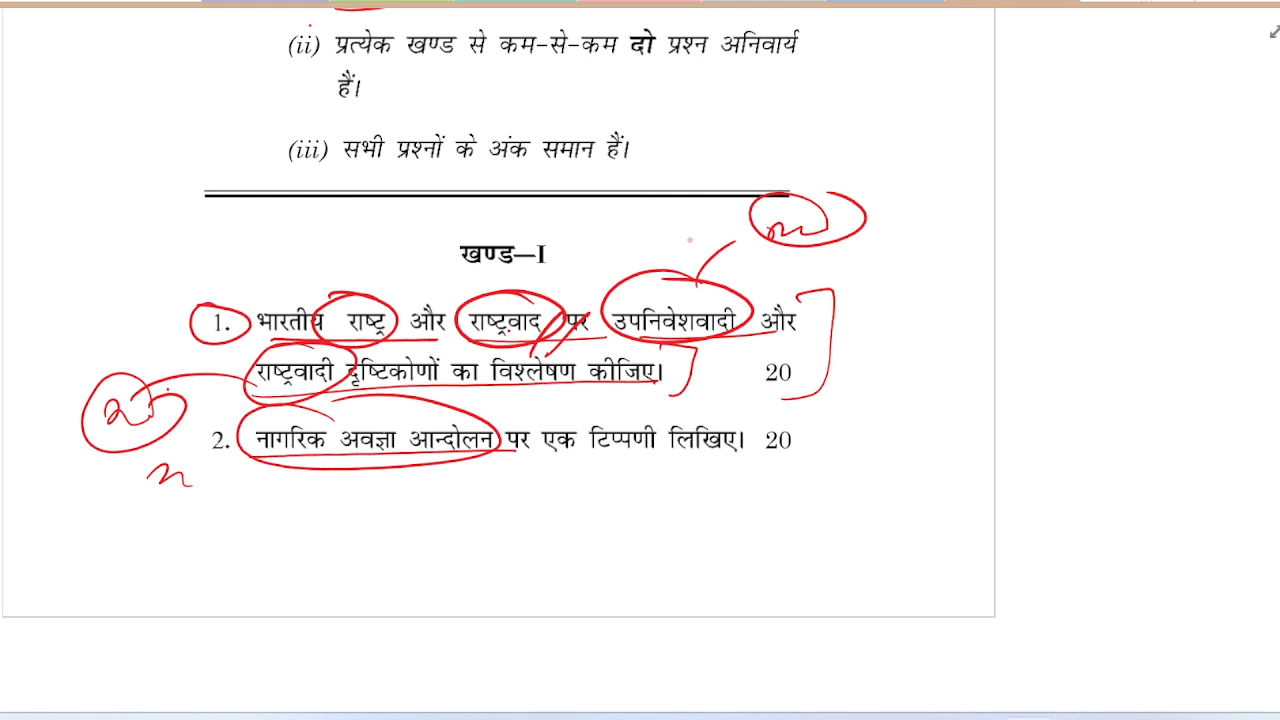 (ii) प्रत्येक खण्ड से कम-से-कम दो प्रश्न अनिवार्य
हैं।
(iii) सभी प्रश्नों के अंक समान हैं।
खण्ड—I
1. भारतीय राष्ट्र और राष्ट्रवाद पर उपनिवेशवादी और
राष्ट्रवादी दृष्टिकोणों का विश्लेषण कीजिए। 20
2. नागरिक अवज्ञा आन्दोलन पर एक टिप्पणी लिखिए। 20